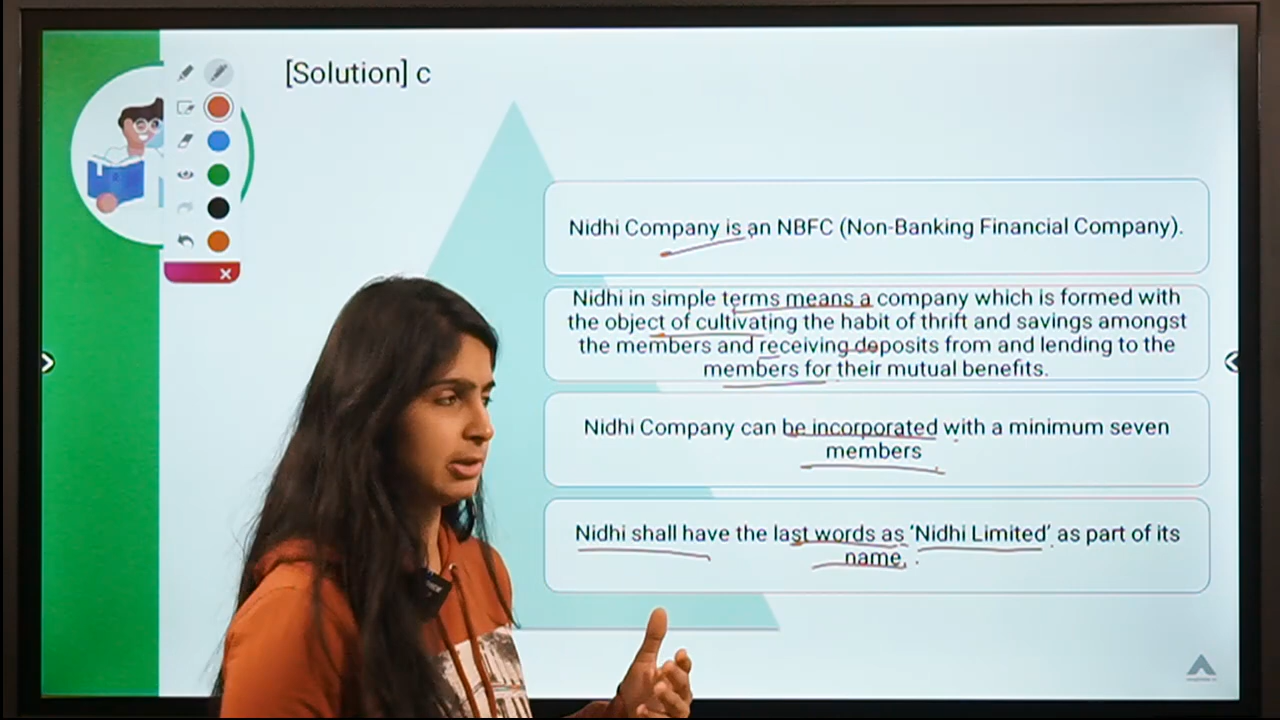 [Solution] c
Nidhi Company is an NBFC (Non-Banking Financial Company).
Nidhi in simple terms means a company which is formed with
the object of cultivating the habit of thrift and savings amongst
the members and receiving deposits from and lending to the
members for their mutual benefits.
Nidhi Company can be incorporated with a minimum seven
members
Nidhi shall have the last words as ‘Nidhi Limited’ as part of its
name.